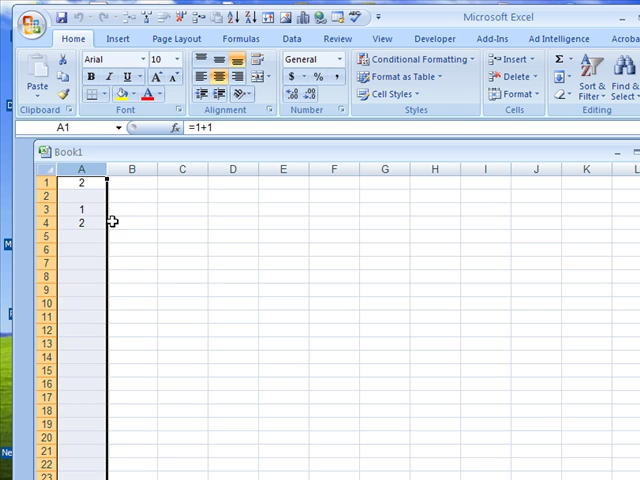 Microsoft Excel
Home Insert Page Layout Formulas Data Review View Developer Add-Ins Ad Intelligence Acroba
Paste
Clipboard
Arial 10
B I U
A A
Font
Alignment
General
$ % ,
Number
Conditional Formatting
Format as Table
Cell Styles
Styles
Insert
Delete
Format
Cells
Σ
Sort & Filter
Find & Select
Editing
A1 fx =1+1
Book1
A B C D E F G H I J K L
1 2
2
3 1
4 2
5
6
7
8
9
10
11
12
13
14
15
16
17
18
19
20
21
22
23
Ne